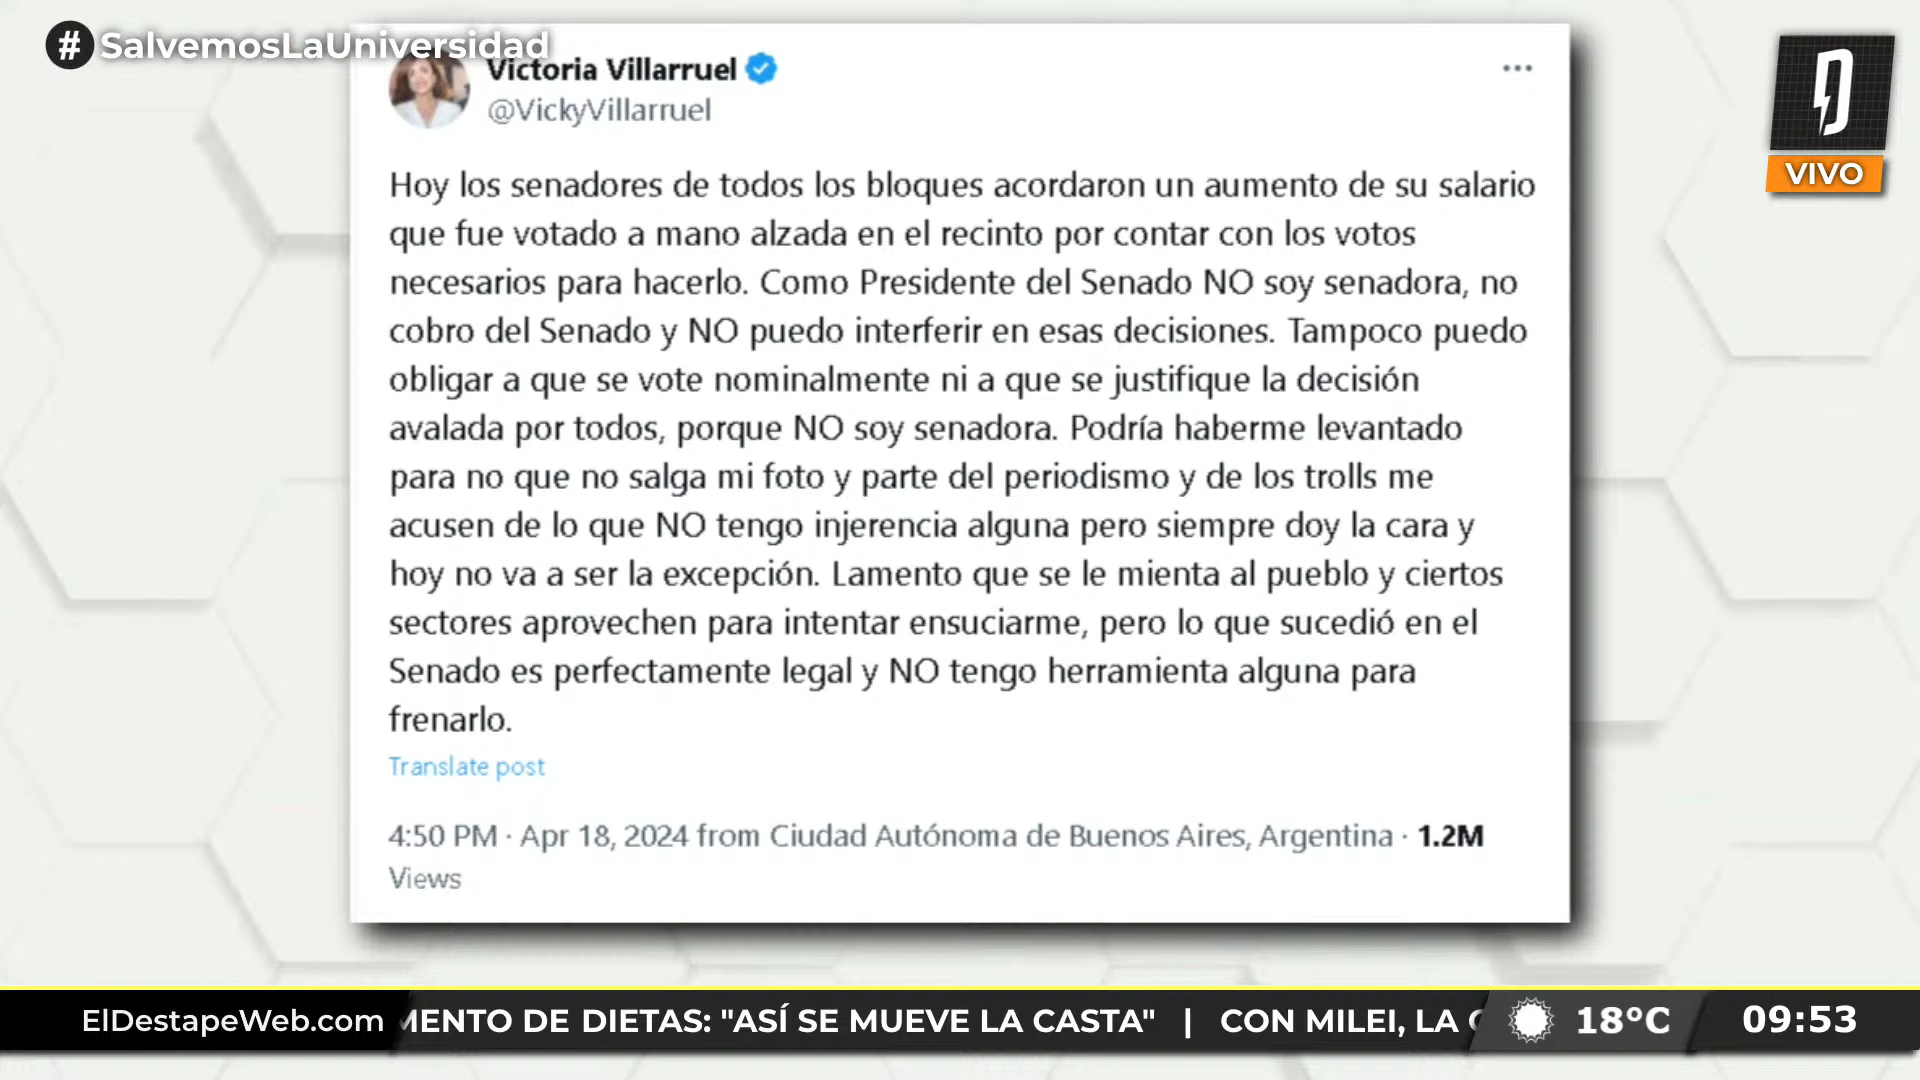 #SalvemosLaUniversidad
Victoria Villarruel
@VickyVillarruel
VIVO
Hoy los senadores de todos los bloques acordaron un aumento de su salario
que fue votado a mano alzada en el recinto por contar con los votos
necesarios para hacerlo. Como Presidente del Senado NO soy senadora, no
cobro del Senado y NO puedo interferir en esas decisiones. Tampoco puedo
obligar a que se vote nominalmente ni a que se justifique la decisión
avalada por todos, porque NO soy senadora. Podría haberme levantado
para no que no salga mi foto y parte del periodismo y de los trolls me
acusen de lo que NO tengo injerencia alguna pero siempre doy la cara y
hoy no va a ser la excepción. Lamento que se le mienta al pueblo y ciertos
sectores aprovechen para intentar ensuciarme, pero lo que sucedió en el
Senado es perfectamente legal y NO tengo herramienta alguna para
frenarlo.
Translate post
4:50 PM · Apr 18, 2024 from Ciudad Autónoma de Buenos Aires, Argentina · 1.2M
Views
ElDestapeWeb.com MENTO DE DIETAS: "ASÍ SE MUEVE LA CASTA" | CON MILEI, LA 18°C 09:53